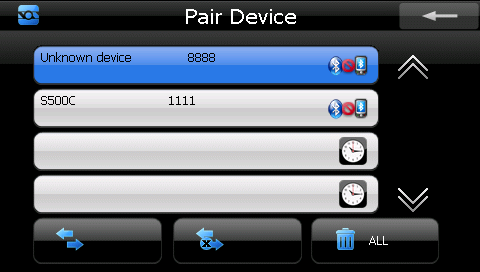 Pair Device
Unknown device 8888
S500C 1111
ALL